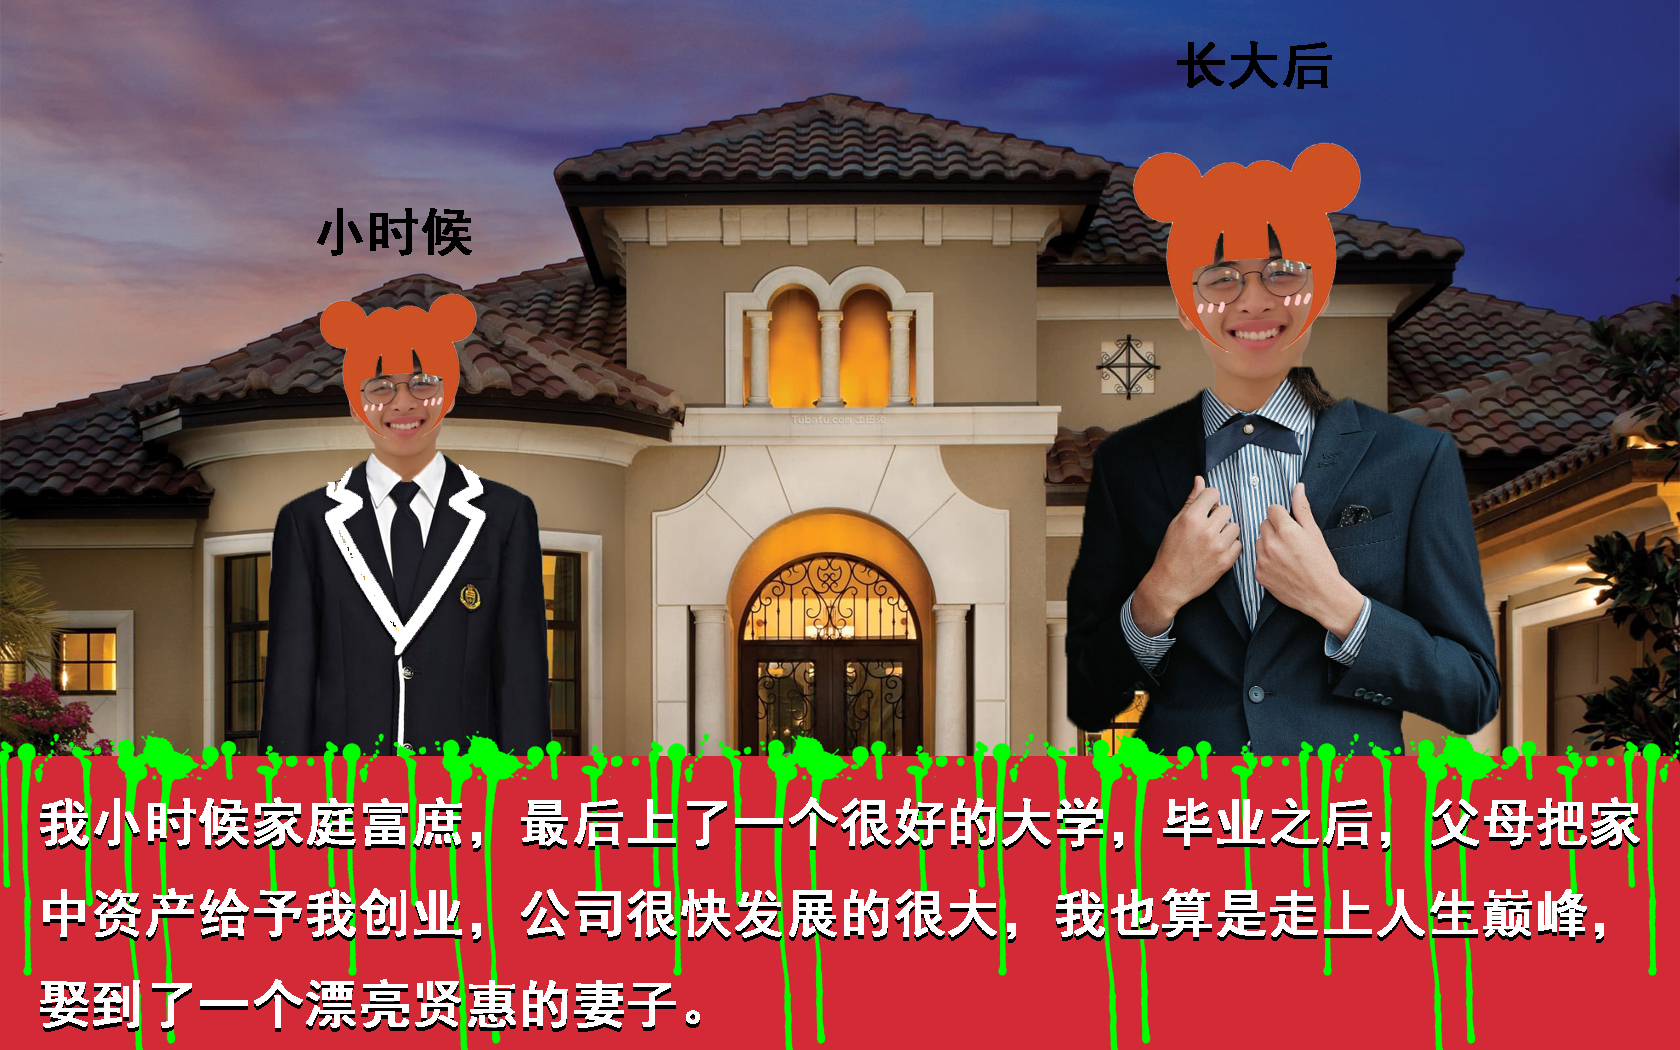 长大后
小时候
我小时候家庭富庶，最后上了一个很好的大学，毕业之后，父母把家
中资产给予我创业，公司很快发展的很大，我也算是走上人生巅峰，
娶到了一个漂亮贤惠的妻子。